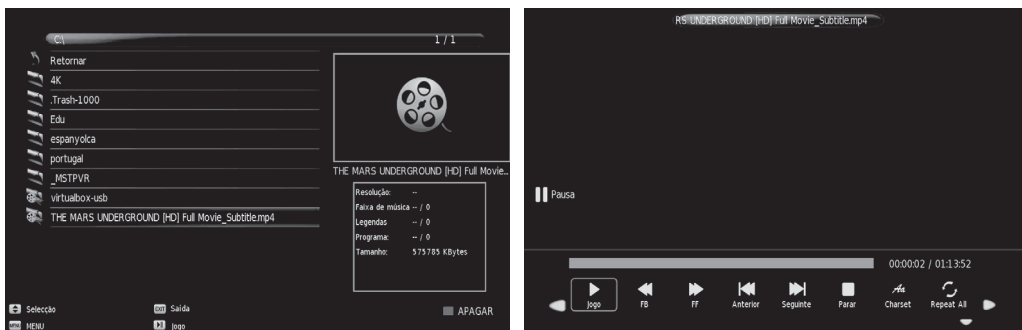 C:\
1 / 1
Retornar
4K
.Trash-1000
Edu
espanyolca
portugal
_MSTPVR
virtualbox-usb
THE MARS UNDERGROUND [HD] Full Movie_Subtitle.mp4
THE MARS UNDERGROUND [HD] Full Movie...
Resolução: --
Faixa de música -- / 0
Legendas -- / 0
Programa: -- / 0
Tamanho: 575785 KBytes
Selecção
EXIT Saída
APAGAR
MENU MENU
Jogo
RS UNDERGROUND [HD] Full Movie_Subtitle.mp4
Pausa
00:00:02 / 01:13:52
Jogo FB FF Anterior Seguinte Parar Aa Charset Repeat All